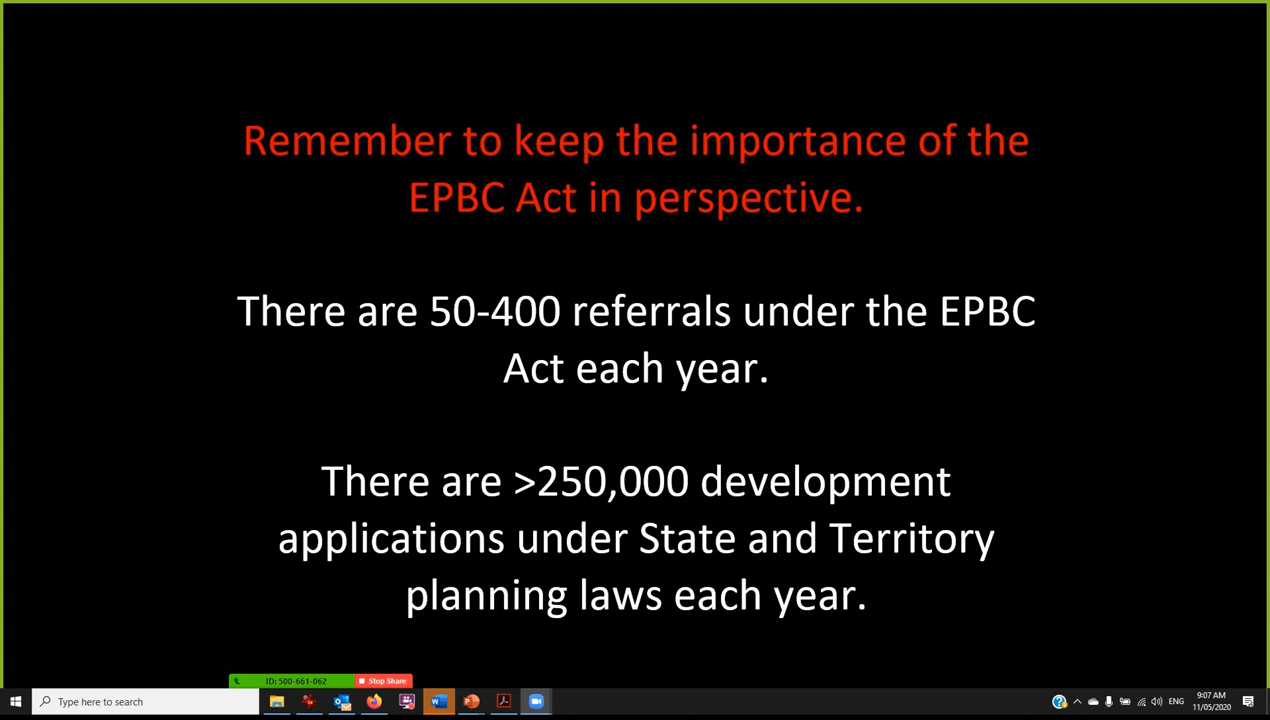 Remember to keep the importance of the
EPBC Act in perspective.
There are 50-400 referrals under the EPBC
Act each year.
There are >250,000 development
applications under State and Territory
planning laws each year.
ID: 500-661-062
Stop Share
Type here to search
ENG
9:07 AM
11/05/2020